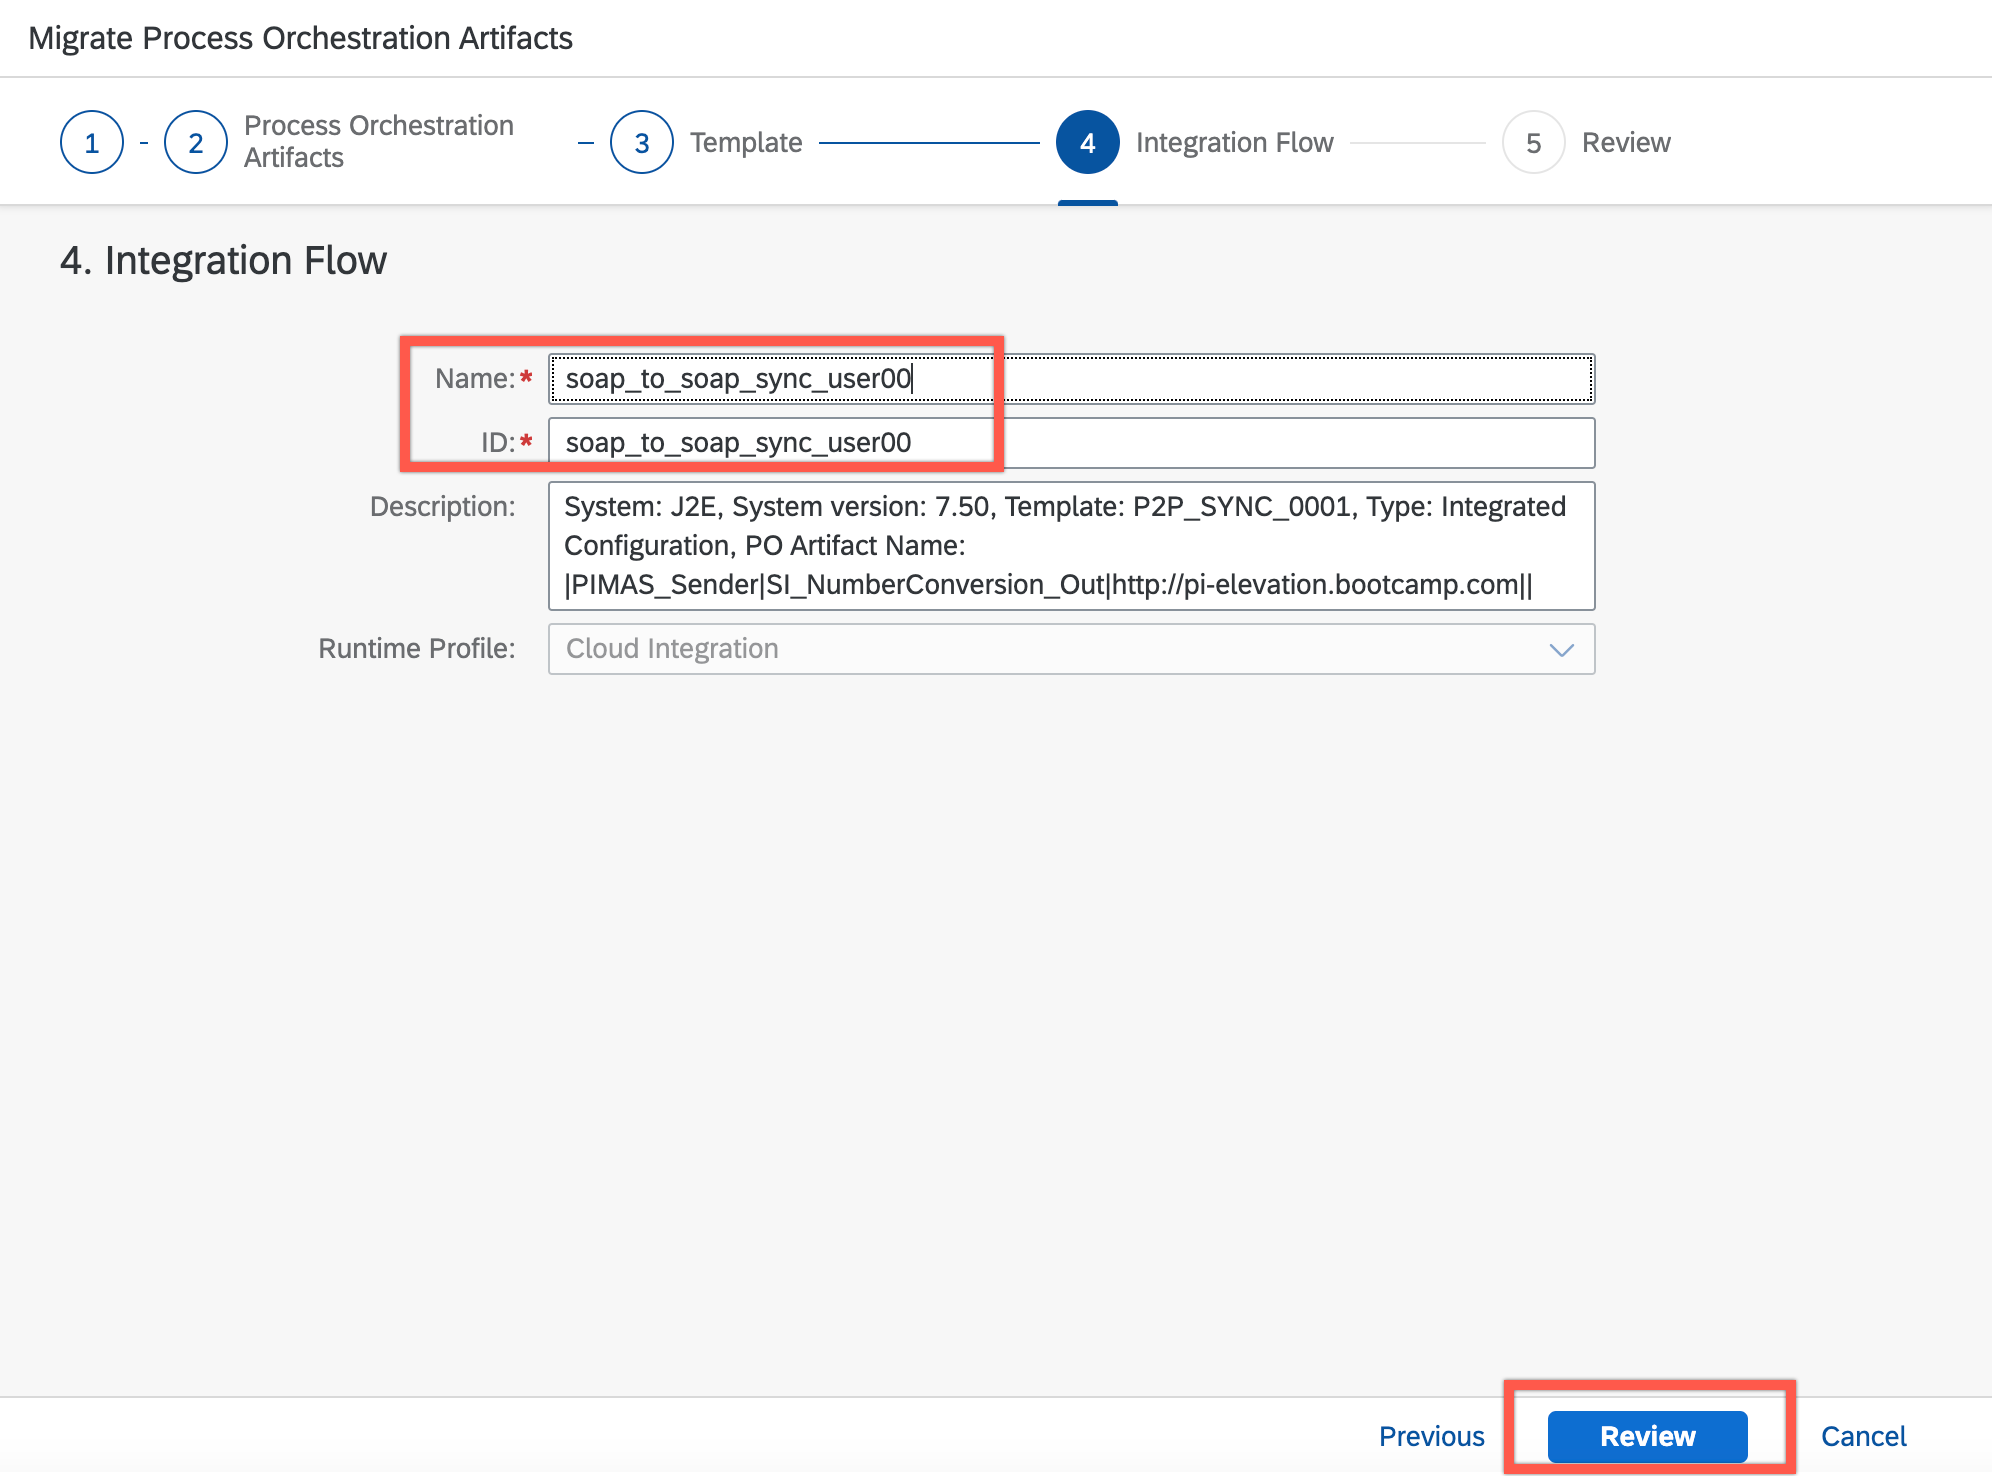 Migrate Process Orchestration Artifacts
1 - 2 Process Orchestration Artifacts – 3 Template 4 Integration Flow 5 Review
4. Integration Flow
Name:* soap_to_soap_sync_user00
ID:* soap_to_soap_sync_user00
Description: System: J2E, System version: 7.50, Template: P2P_SYNC_0001, Type: Integrated
Configuration, PO Artifact Name:
|PIMAS_Sender|SI_NumberConversion_Out|http://pi-elevation.bootcamp.com||
Runtime Profile: Cloud Integration
Previous Review Cancel